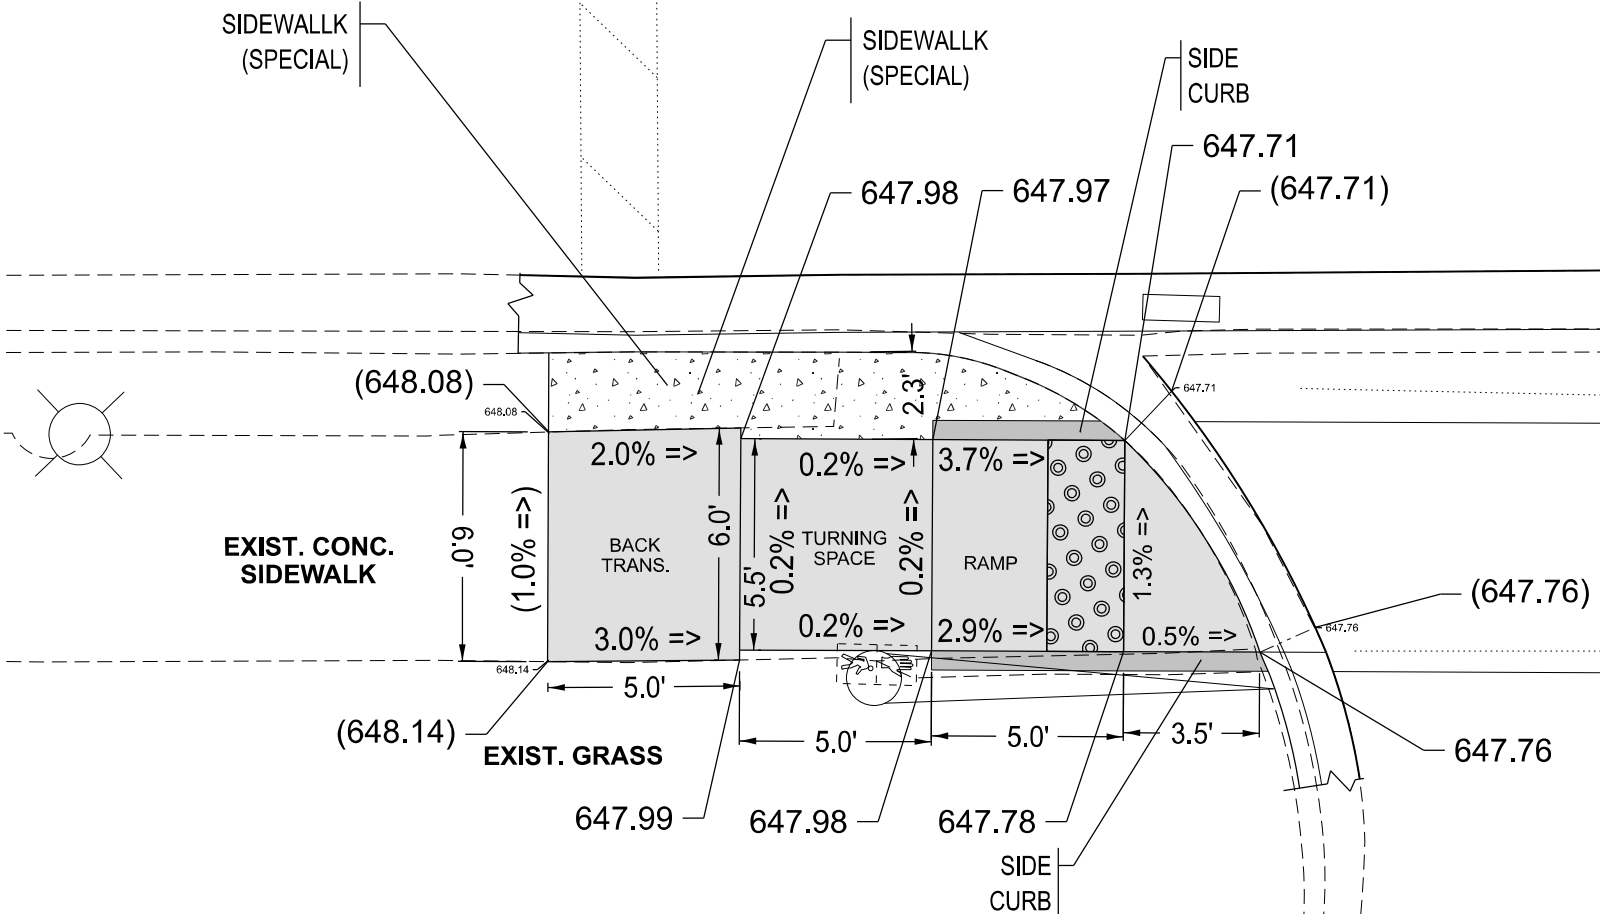 SIDEWALLK
(SPECIAL)
SIDEWALLK
(SPECIAL)
SIDE
CURB
647.71
(647.71)
647.98
647.97
(648.08)
648.08
647.71
2.3'
2.0% =>
0.2% =>
3.7% =>
EXIST. CONC.
SIDEWALK
6.0'
(1.0% =>)
BACK
TRANS.
6.0'
5.5'
0.2% =>
TURNING
SPACE
0.2% =>
RAMP
1.3% =>
(647.76)
647.76
3.0% =>
0.2% =>
2.9% =>
0.5% =>
648.14
5.0'
(648.14)
EXIST. GRASS
5.0'
5.0'
3.5'
647.76
647.99
647.98
647.78
SIDE
CURB